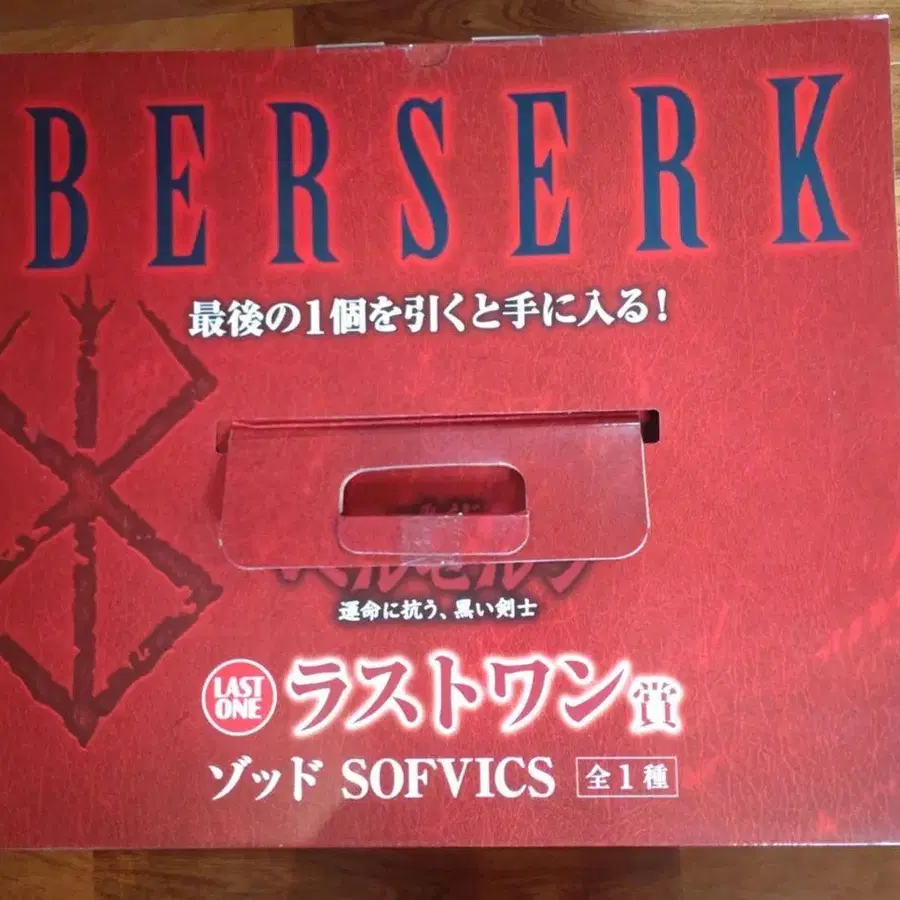 BERSERK
最後の1個を引くと手に入る!
運命に抗う、黒い剣士
LAST ONE ラストワン賞
ゾッド SOFVICS 全1種